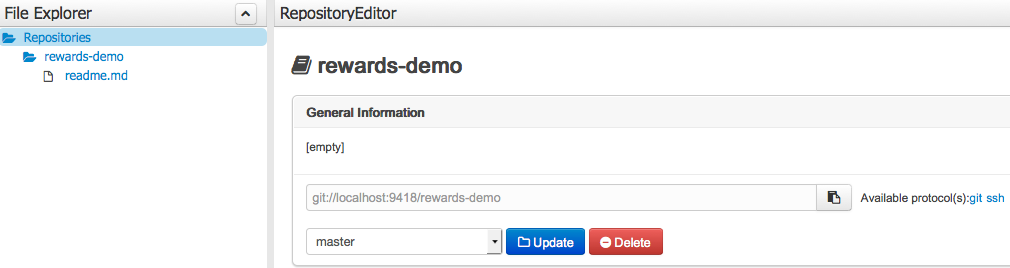 File Explorer
Repositories
rewards-demo
readme.md
RepositoryEditor
rewards-demo
General Information
[empty]
git://localhost:9418/rewards-demo
Available protocol(s):git ssh
master
Update
Delete